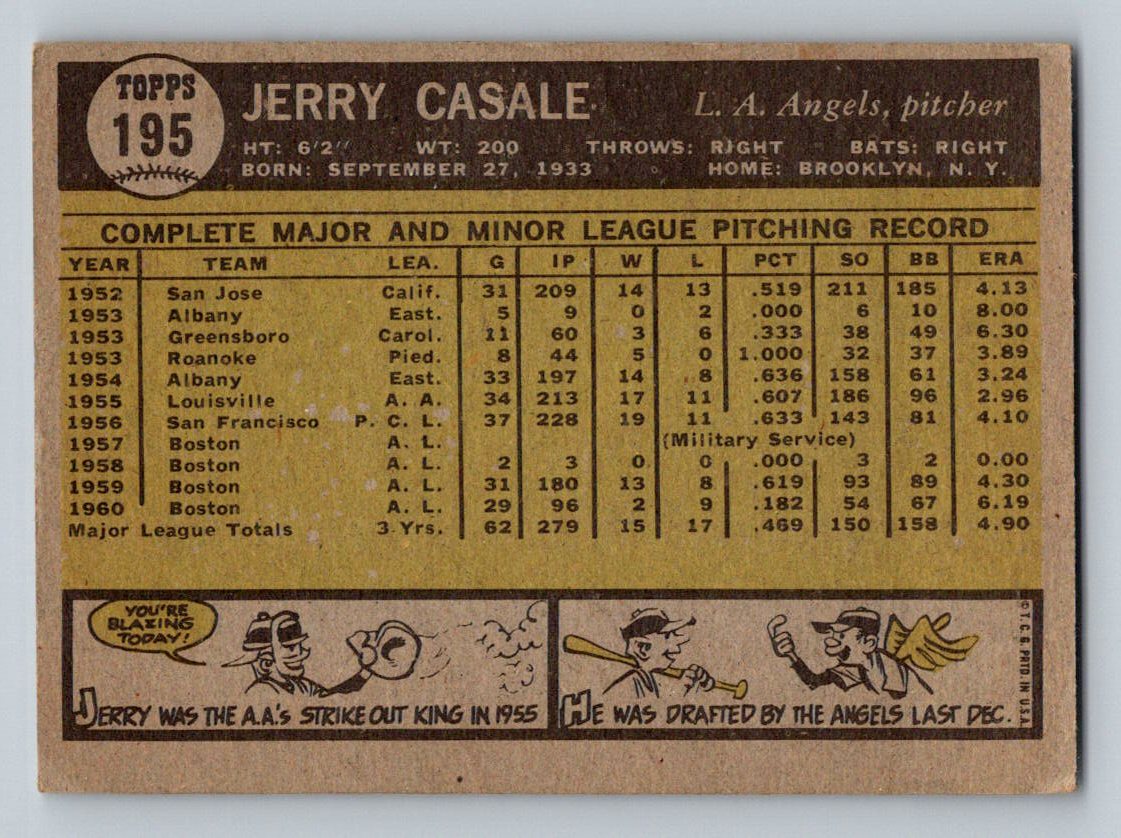 TOPPS
195
JERRY CASALE
L. A. Angels, pitcher
HT: 6'2" WT: 200 THROWS: RIGHT BATS: RIGHT
BORN: SEPTEMBER 27, 1933 HOME: BROOKLYN, N. Y.
COMPLETE MAJOR AND MINOR LEAGUE PITCHING RECORD
YEAR TEAM LEA. G IP W L PCT SO BB ERA
1952 San Jose Calif. 31 209 14 13 .519 211 185 4.13
1953 Albany East. 5 9 0 2 .000 6 10 8.00
1953 Greensboro Carol. 11 60 3 6 .333 38 49 6.30
1953 Roanoke Pied. 8 44 5 0 1.000 32 37 3.89
1954 Albany East. 33 197 14 8 .636 158 61 3.24
1955 Louisville A. A. 34 213 17 11 .607 186 96 2.96
1956 San Francisco P. C. L. 37 228 19 11 .633 143 81 4.10
1957 Boston A. L. (Military Service)
1958 Boston A. L. 2 3 0 0 .000 3 2 0.00
1959 Boston A. L. 31 180 13 8 .619 93 89 4.30
1960 Boston A. L. 29 96 2 9 .182 54 67 6.19
Major League Totals 3 Yrs. 62 279 15 17 .469 150 158 4.90
YOU'RE
BLAZING
TODAY!
JERRY WAS THE A.A.'s STRIKE OUT KING IN 1955
HE WAS DRAFTED BY THE ANGELS LAST DEC.
© T.C.G. PRTD. IN U.S.A.